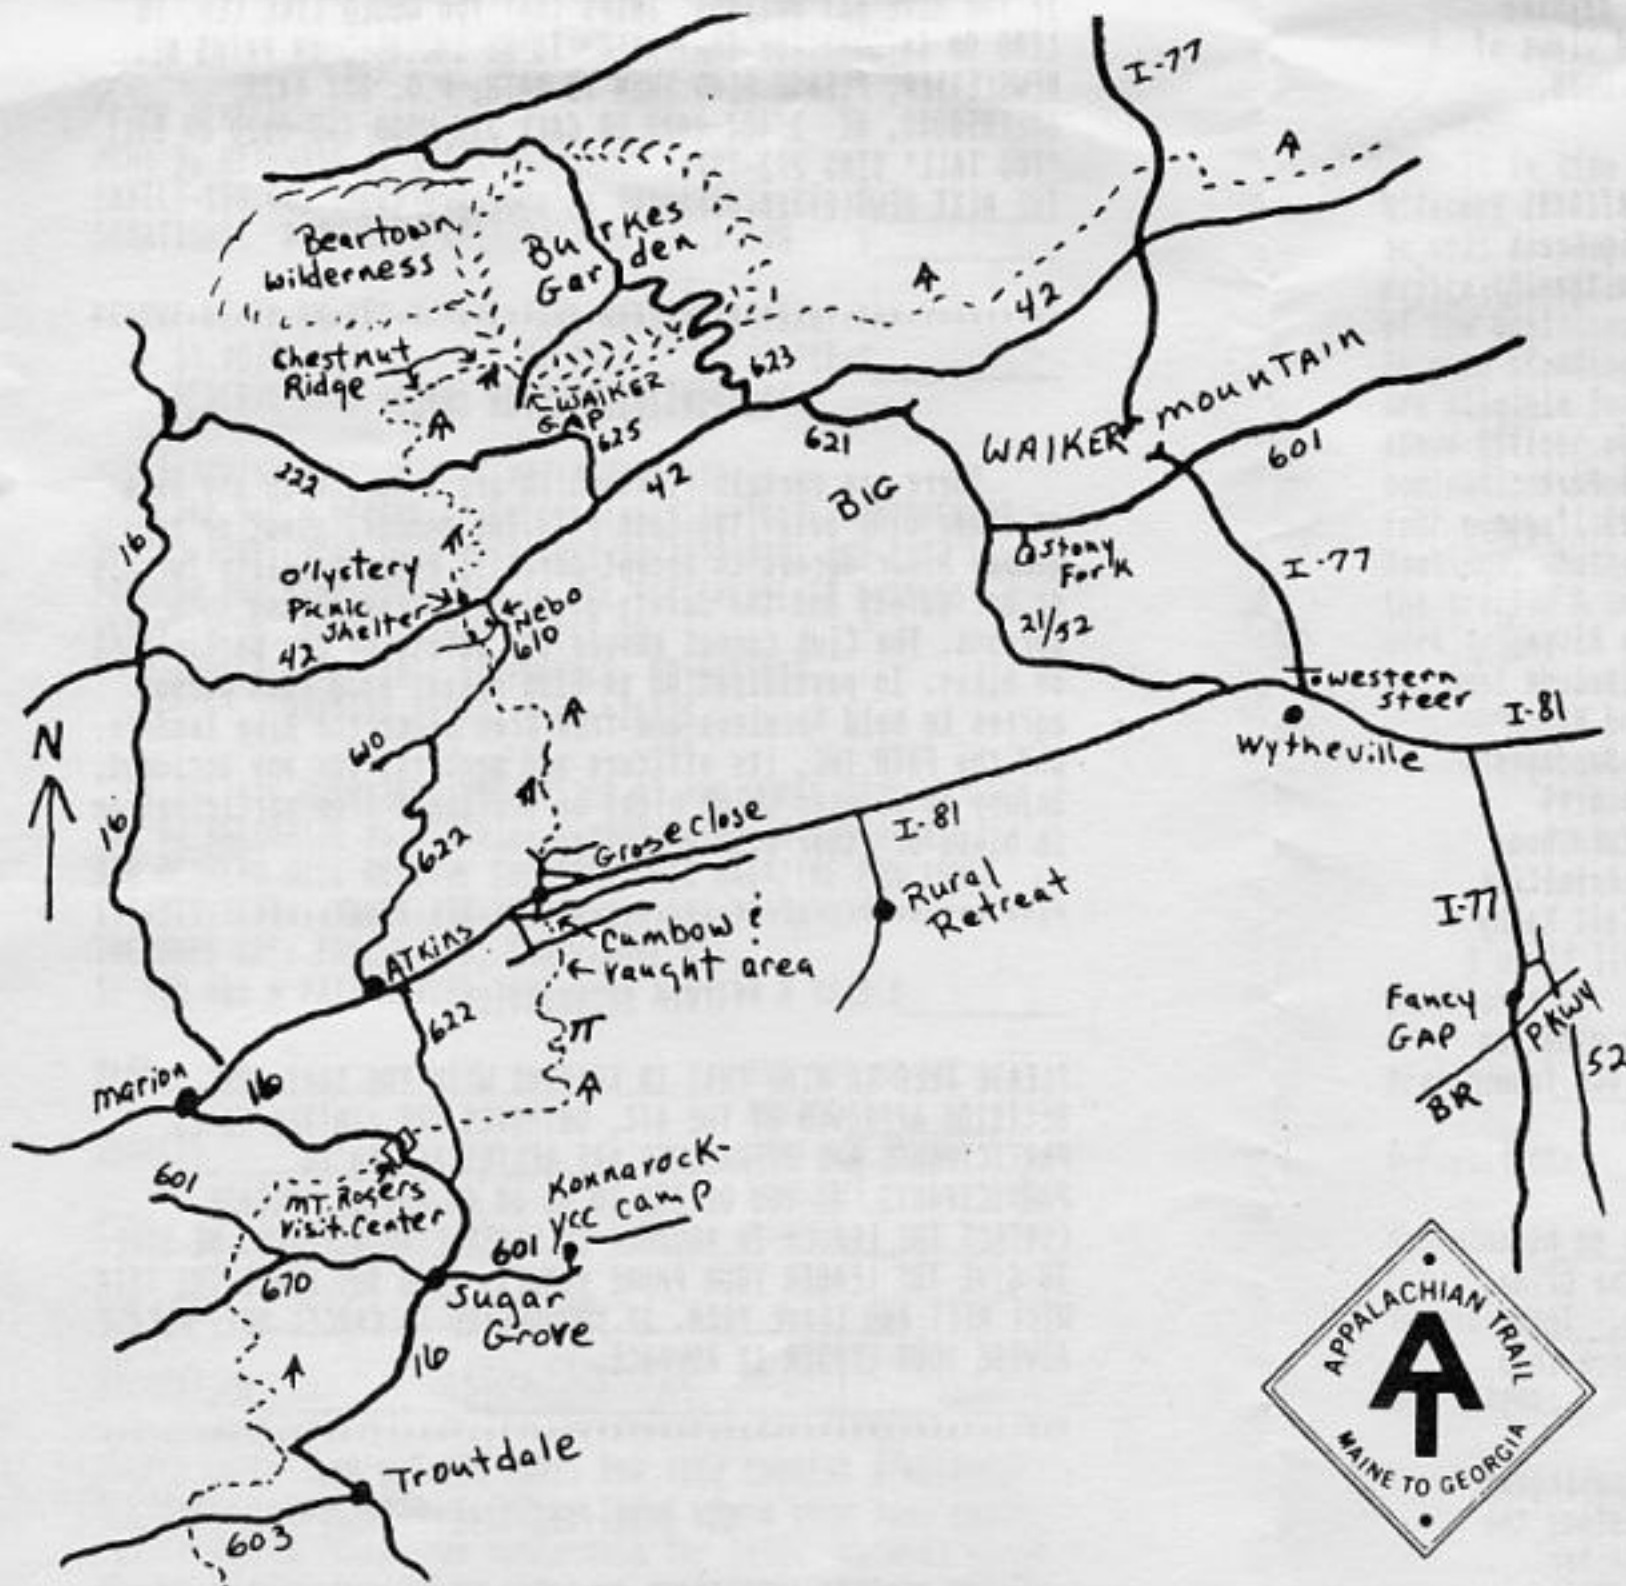 I-77
A
Beartown
Wilderness
Burkes
Garden
A
42
Chestnut
Ridge
A
A
WALKER
GAP
623
625
621
WALKER MOUNTAIN
BIG
601
222
42
16
O'lystery
Picnic
Shelter
Nebo
610
42
Stony
Fork
I-77
21/52
N
western
steer
I-81
Wytheville
A
610
A
16
622
Groseclose
I-81
Rural
Retreat
I-77
ATKINS
Cumbow &
Vaught area
622
Fancy
GAP
PKWY
BR
52
Marion
16
A
MT. Rogers
Visit. Center
601
Konnarock-
YCC camp
601
670
Sugar
Grove
16
A
Troutdale
603
APPALACHIAN TRAIL
AT
MAINE TO GEORGIA